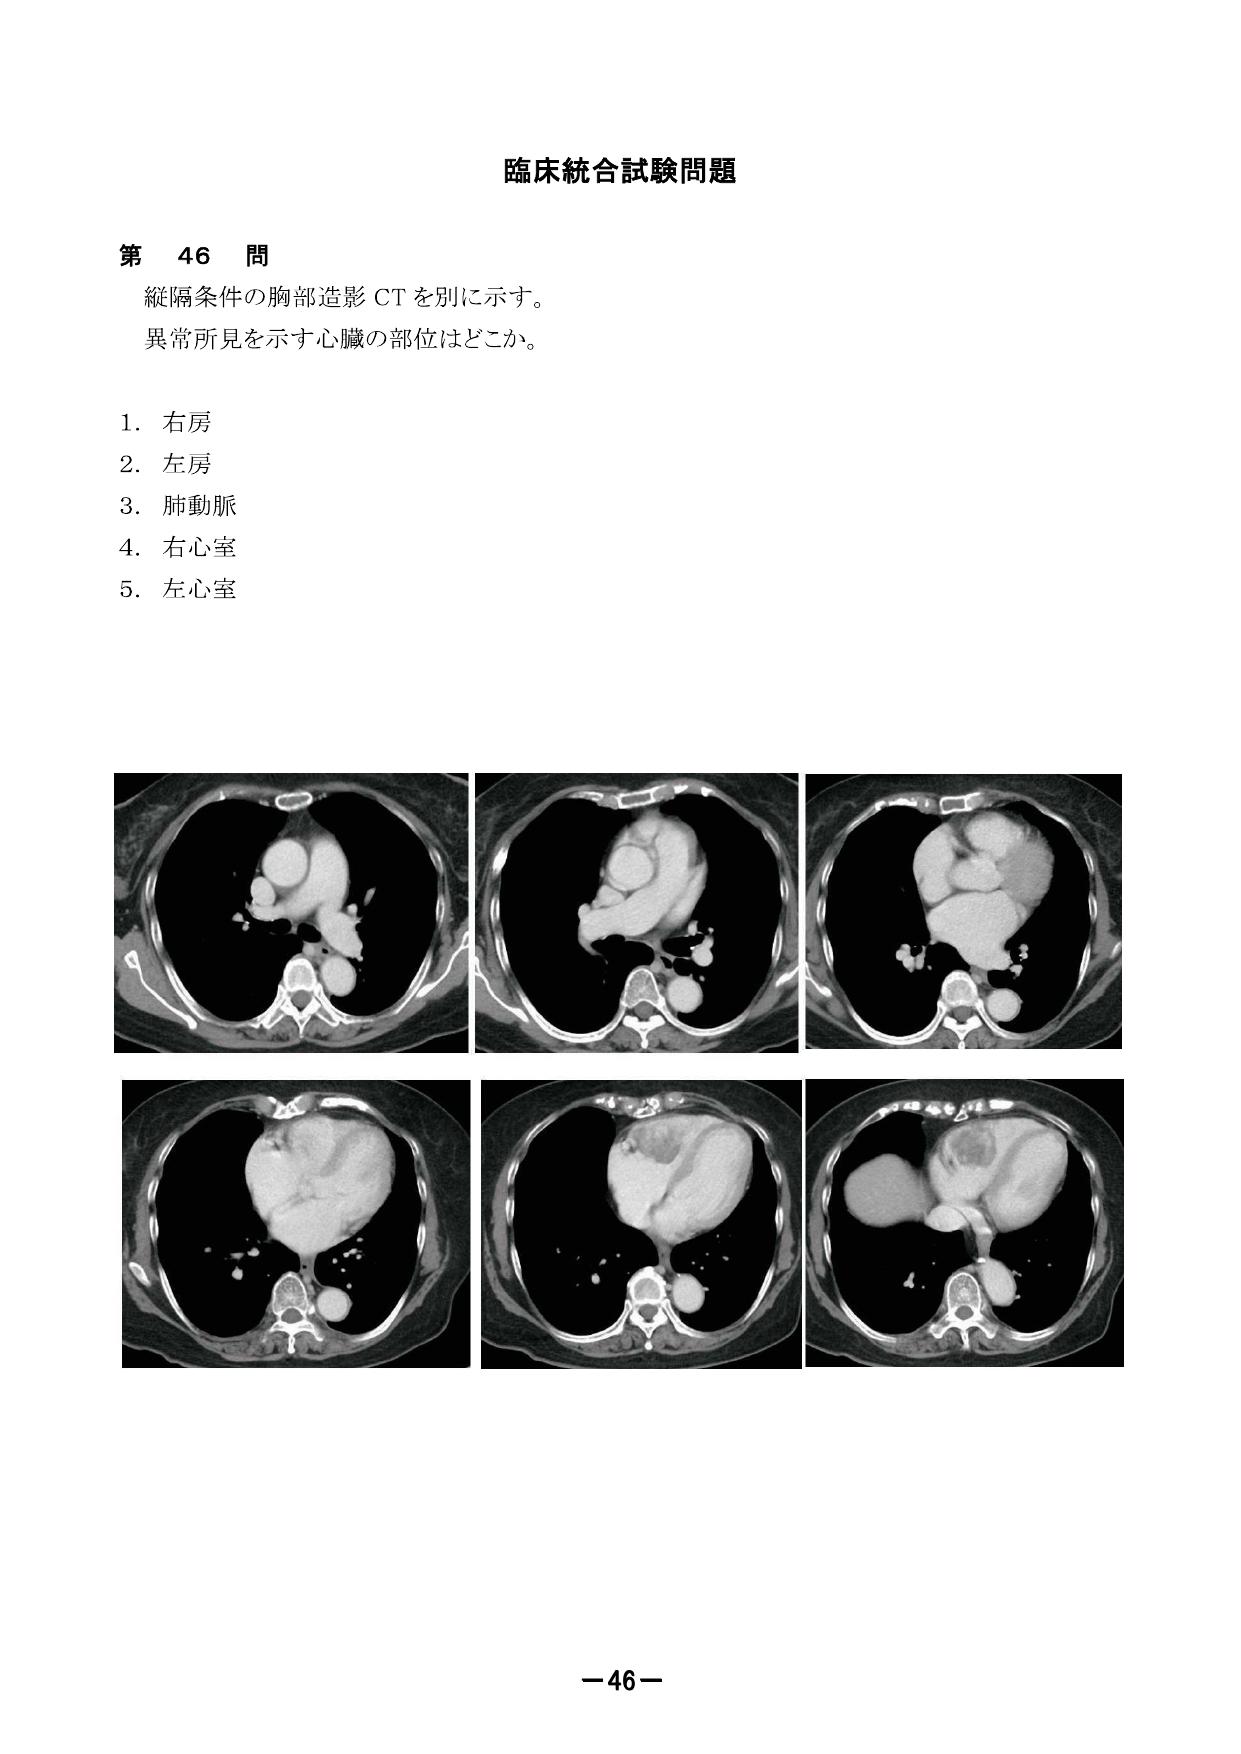 臨床統合試験問題
第 46 問
縦隔条件の胸部造影 CT を別に示す。
異常所見を示す心臓の部位はどこか。
1. 右房
2. 左房
3. 肺動脈
4. 右心室
5. 左心室
－46－